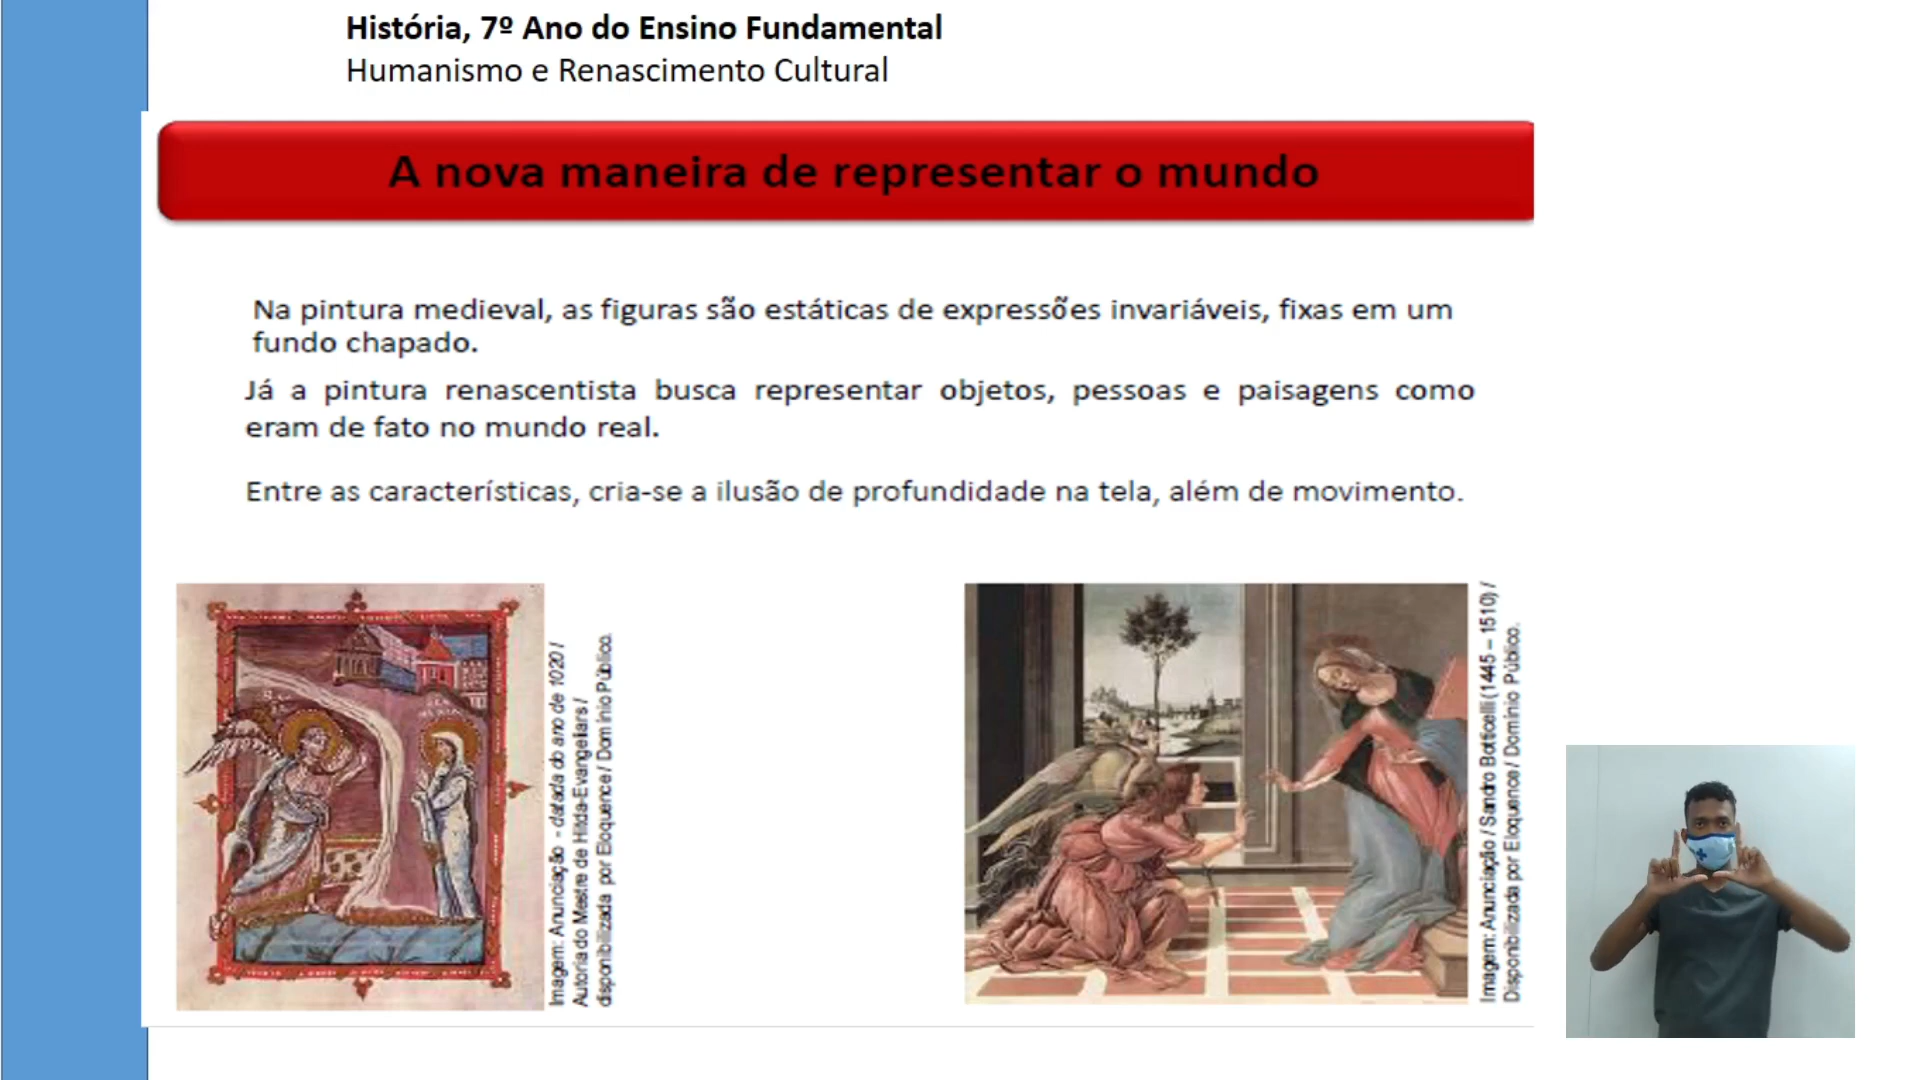 História, 7º Ano do Ensino Fundamental
Humanismo e Renascimento Cultural
A nova maneira de representar o mundo
Na pintura medieval, as figuras são estáticas de expressões invariáveis, fixas em um
fundo chapado.
Já a pintura renascentista busca representar objetos, pessoas e paisagens como
eram de fato no mundo real.
Entre as características, cria-se a ilusão de profundidade na tela, além de movimento.
Imagem: Anunciação - datada do ano de 1020 /
Autoria do Mestre de Hitda-Evangeliars /
disponibilizada por Eloquence / Domínio Público.
Imagem: Anunciação / Sandro Botticelli (1445 – 1510) /
Disponibilizada por Eloquence / Domínio Público.